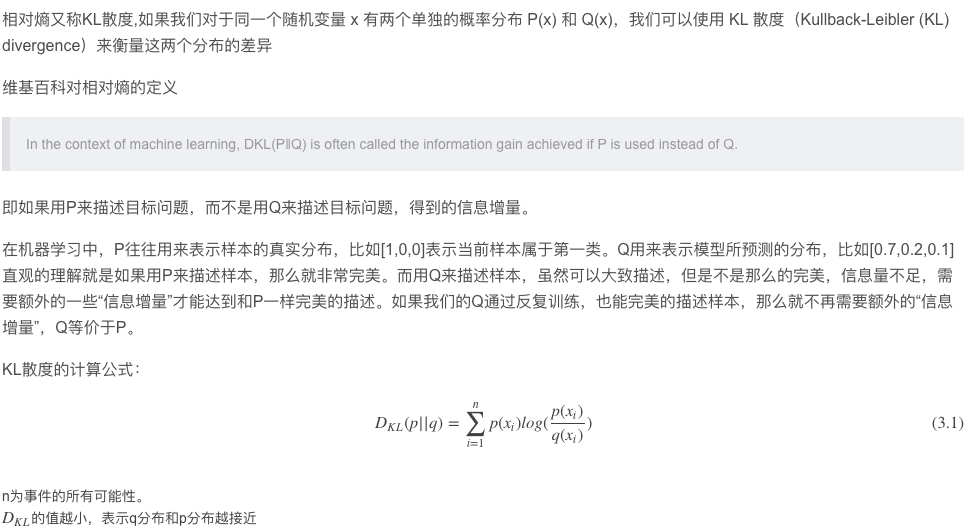 相对熵又称KL散度,如果我们对于同一个随机变量 x 有两个单独的概率分布 P(x) 和 Q(x)，我们可以使用 KL 散度（Kullback-Leibler (KL)
divergence）来衡量这两个分布的差异
维基百科对相对熵的定义
In the context of machine learning, DKL(P‖Q) is often called the information gain achieved if P is used instead of Q.
即如果用P来描述目标问题，而不是用Q来描述目标问题，得到的信息增量。
在机器学习中，P往往用来表示样本的真实分布，比如[1,0,0]表示当前样本属于第一类。Q用来表示模型所预测的分布，比如[0.7,0.2,0.1]
直观的理解就是如果用P来描述样本，那么就非常完美。而用Q来描述样本，虽然可以大致描述，但是不是那么的完美，信息量不足，需
要额外的一些“信息增量”才能达到和P一样完美的描述。如果我们的Q通过反复训练，也能完美的描述样本，那么就不再需要额外的“信息
增量”，Q等价于P。
KL散度的计算公式：
D_{KL}(p||q) = \sum_{i=1}^{n} p(x_i)log(\frac{p(x_i)}{q(x_i)}) (3.1)
n为事件的所有可能性。
D_{KL}的值越小，表示q分布和p分布越接近